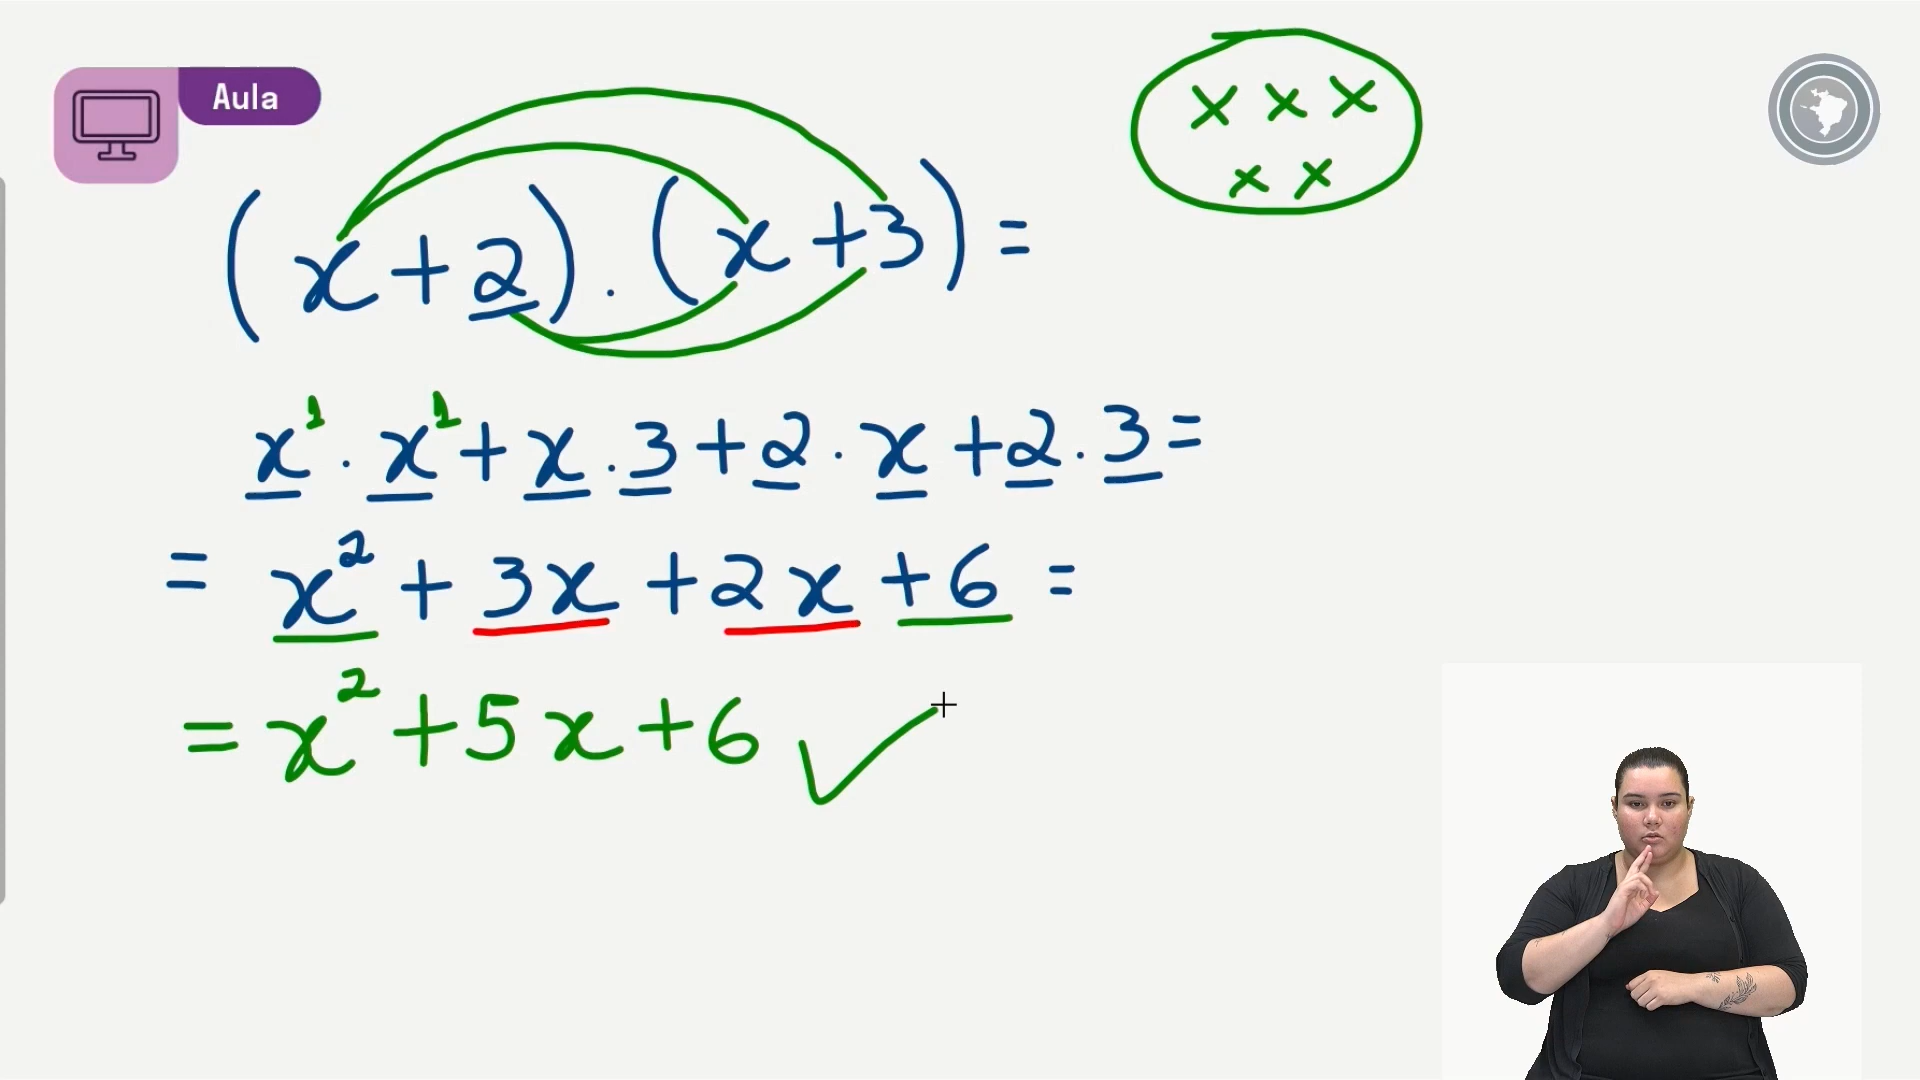 Aula
x x x
x x
(x+2).(x+3)=
x¹.x¹+x.3+2.x+2.3=
= x²+3x+2x+6=
= x²+5x+6